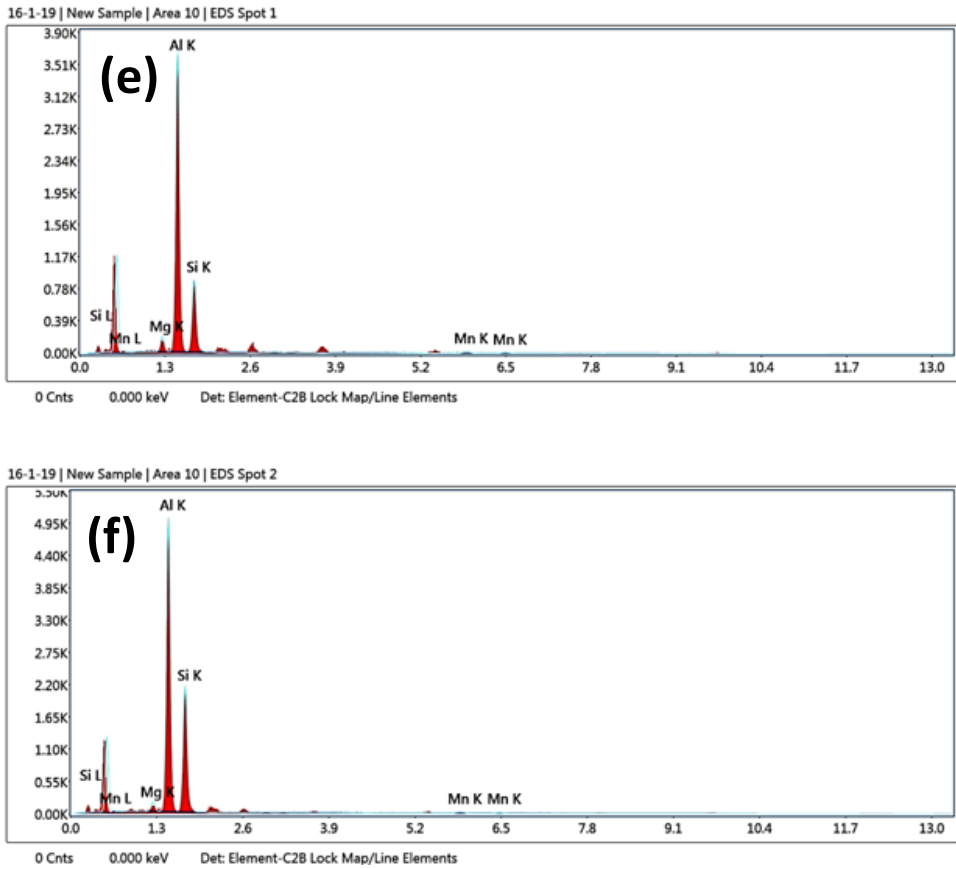 16-1-19 | New Sample | Area 10 | EDS Spot 1
3.90K
(e)
Al K
3.51K
3.12K
2.73K
2.34K
1.95K
1.56K
1.17K
Si K
0.78K
Si L
0.39K
Mn L
Mg K
Mn K
Mn K
0.00K
0.0 1.3 2.6 3.9 5.2 6.5 7.8 9.1 10.4 11.7 13.0
0 Cnts 0.000 keV Det: Element-C2B Lock Map/Line Elements
16-1-19 | New Sample | Area 10 | EDS Spot 2
5.50K
(f)
Al K
4.95K
4.40K
3.85K
3.30K
2.75K
Si K
2.20K
1.65K
1.10K
Si L
0.55K
Mn L
Mg K
Mn K
Mn K
0.00K
0.0 1.3 2.6 3.9 5.2 6.5 7.8 9.1 10.4 11.7 13.0
0 Cnts 0.000 keV Det: Element-C2B Lock Map/Line Elements